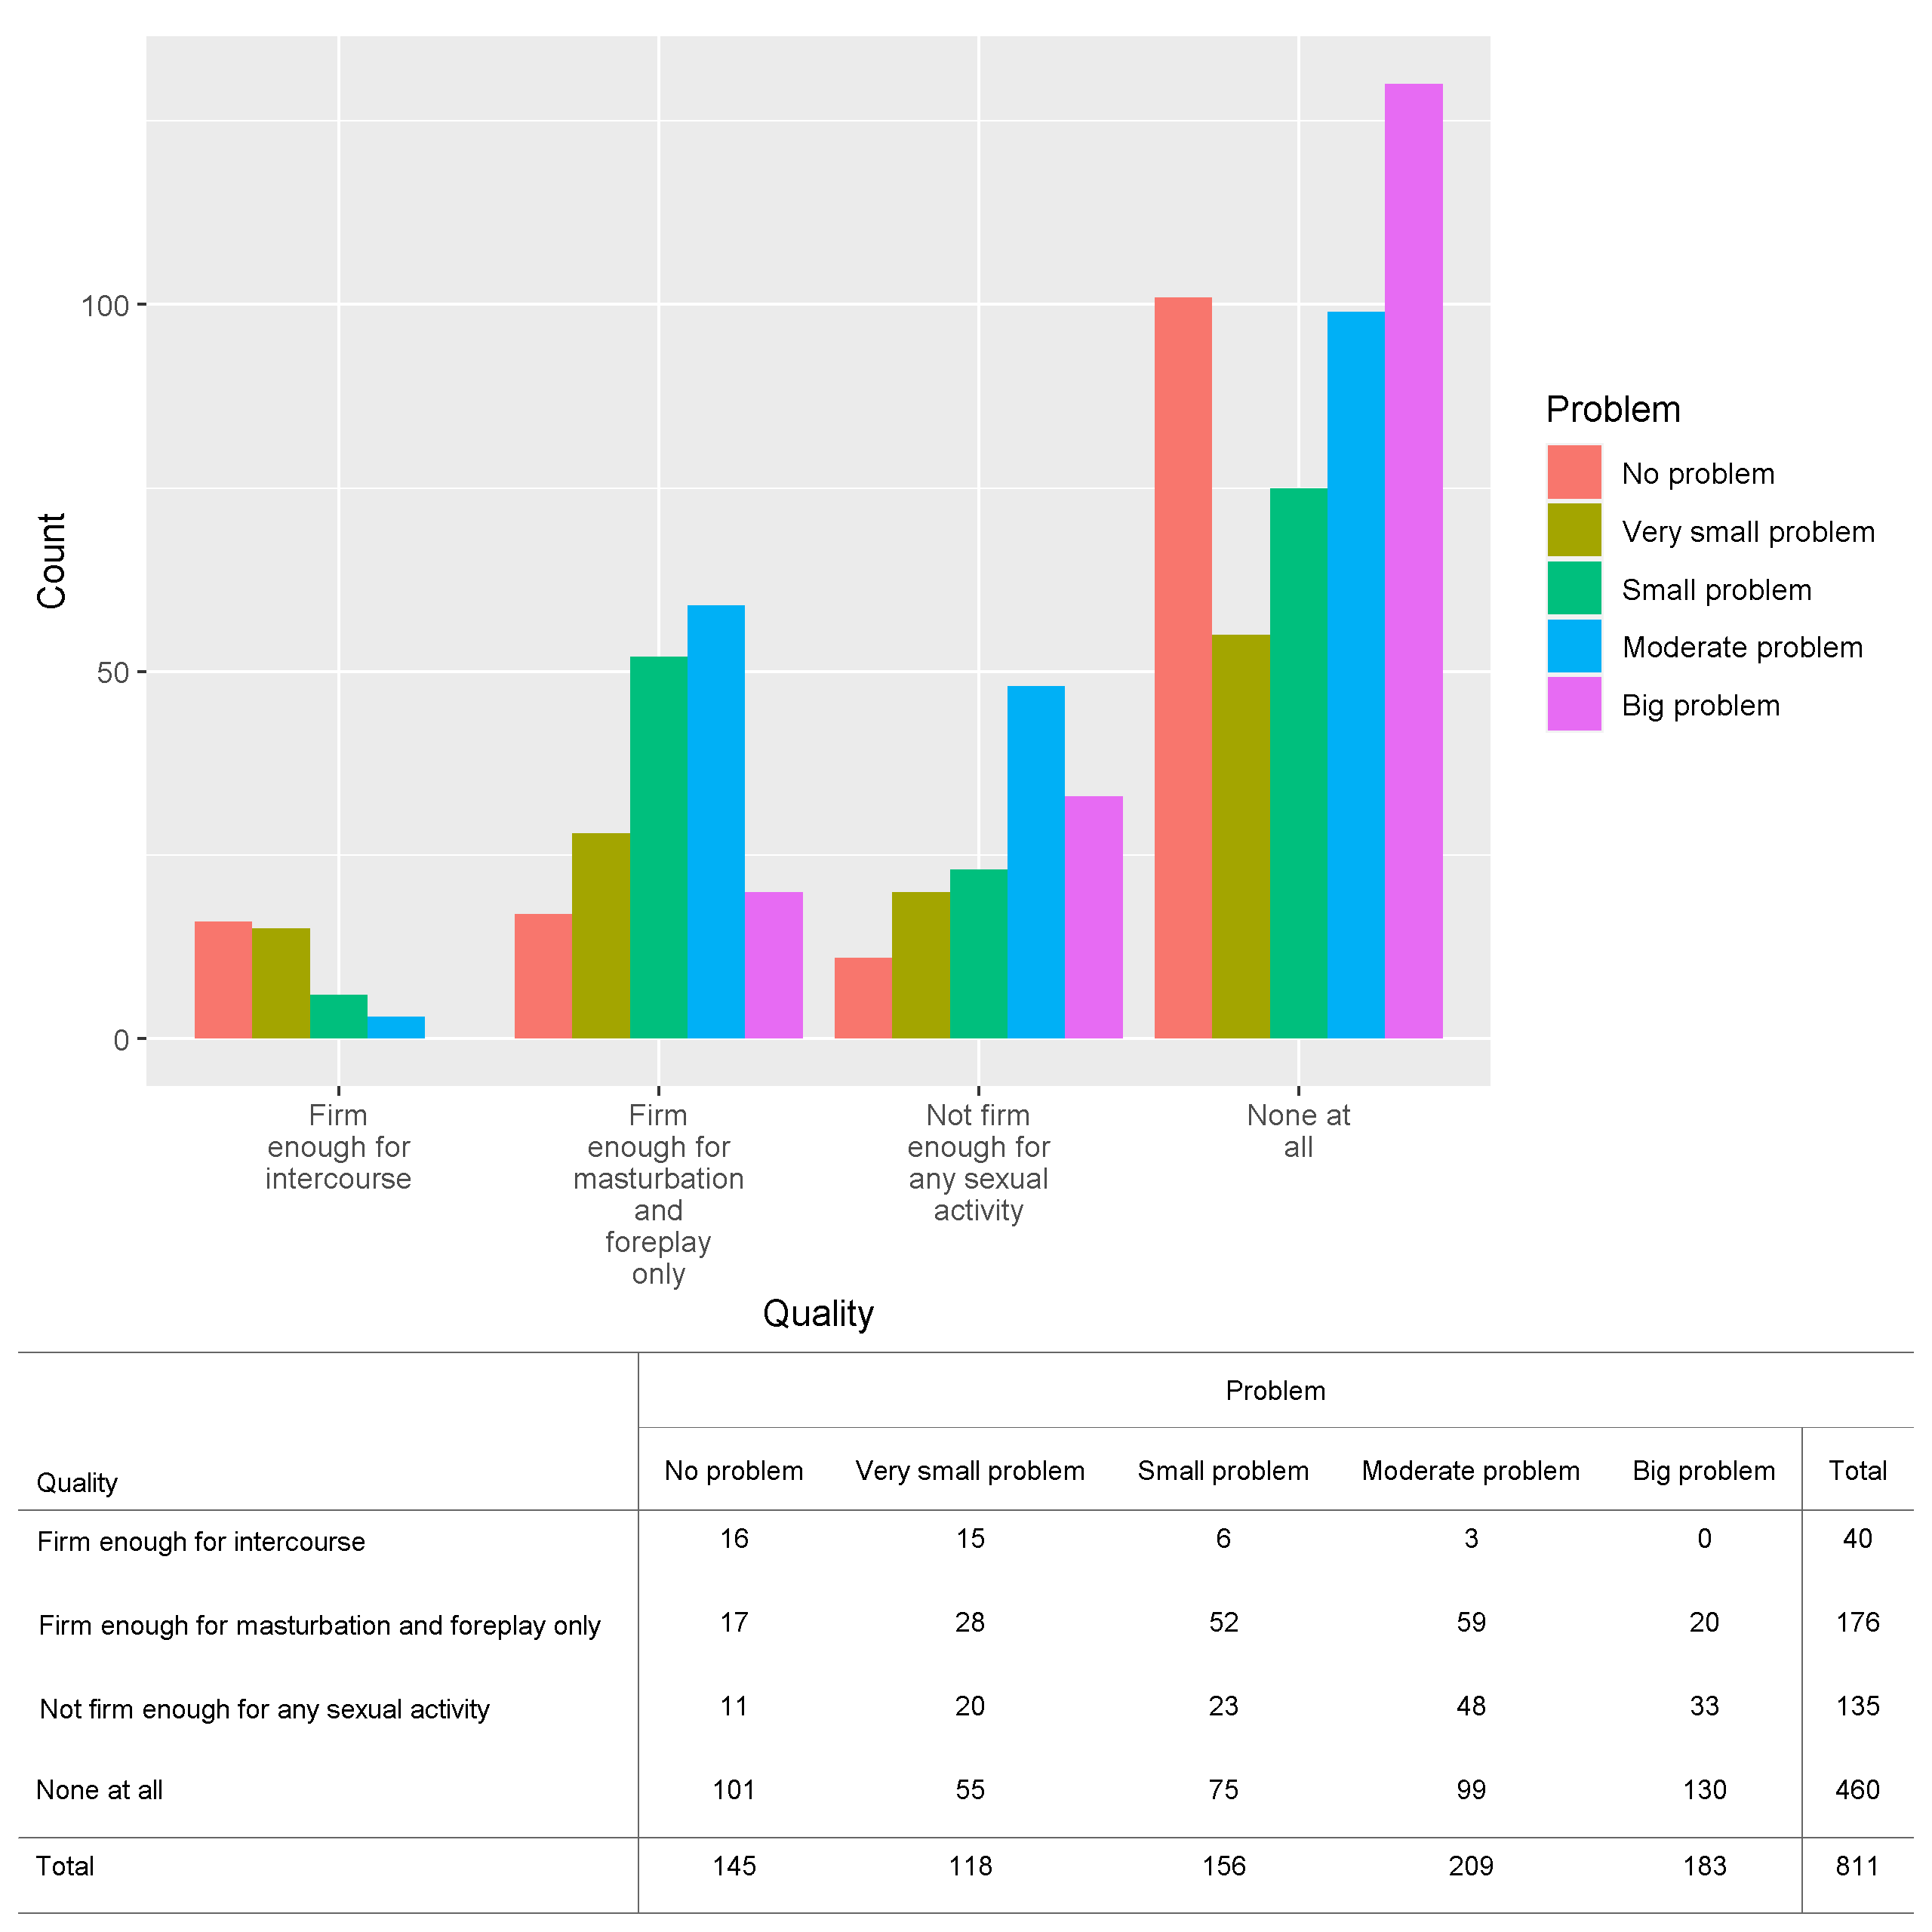 Count
100
50
0
Firm
enough for
intercourse
Firm
enough for
masturbation
and
foreplay
only
Not firm
enough for
any sexual
activity
None at
all
Quality
Problem
No problem
Very small problem
Small problem
Moderate problem
Big problem
Problem
Quality No problem Very small problem Small problem Moderate problem Big problem Total
Firm enough for intercourse 16 15 6 3 0 40
Firm enough for masturbation and foreplay only 17 28 52 59 20 176
Not firm enough for any sexual activity 11 20 23 48 33 135
None at all 101 55 75 99 130 460
Total 145 118 156 209 183 811